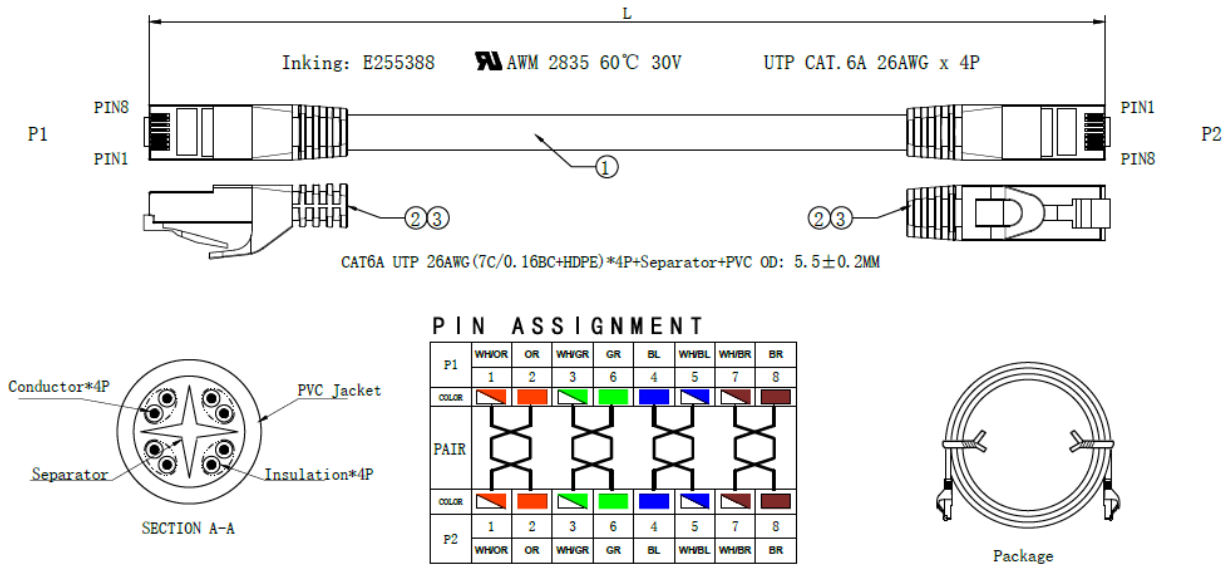 L
Inking: E255388 RU AWM 2835 60℃ 30V UTP CAT.6A 26AWG x 4P
PIN8 PIN1
P1 P2
PIN1 PIN8
①
②③ ②③
CAT6A UTP 26AWG(7C/0.16BC+HDPE)*4P+Separator+PVC OD: 5.5±0.2MM
PIN ASSIGNMENT
P1 WH/OR OR WH/GR GR BL WH/BL WH/BR BR
1 2 3 6 4 5 7 8
COLOR
PAIR
COLOR
P2 1 2 3 6 4 5 7 8
WH/OR OR WH/GR GR BL WH/BL WH/BR BR
Conductor*4P
PVC Jacket
Separator
Insulation*4P
SECTION A-A
Package